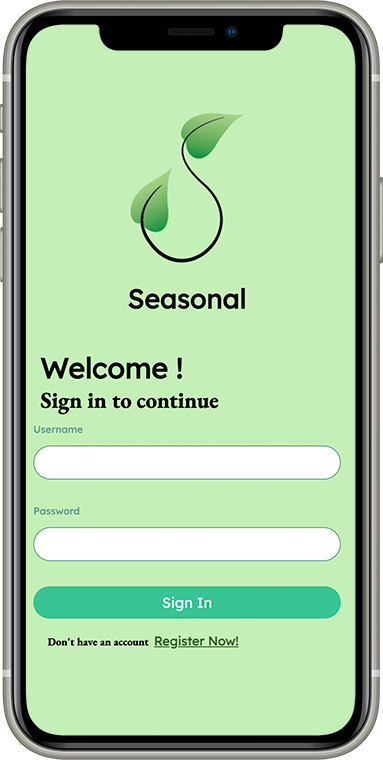 Seasonal
Welcome !
Sign in to continue
Username
Password
Sign In
Don't have an account Register Now!